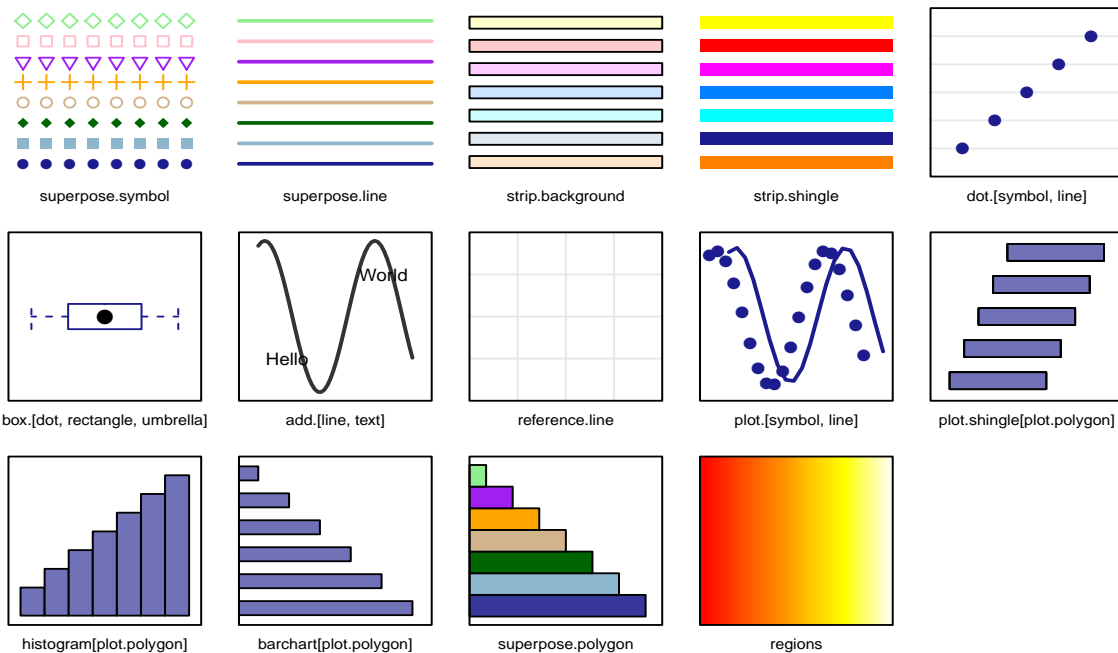 superpose.symbol
superpose.line
strip.background
strip.shingle
dot.[symbol, line]
World
Hello
box.[dot, rectangle, umbrella]
add.[line, text]
reference.line
plot.[symbol, line]
plot.shingle[plot.polygon]
histogram[plot.polygon]
barchart[plot.polygon]
superpose.polygon
regions